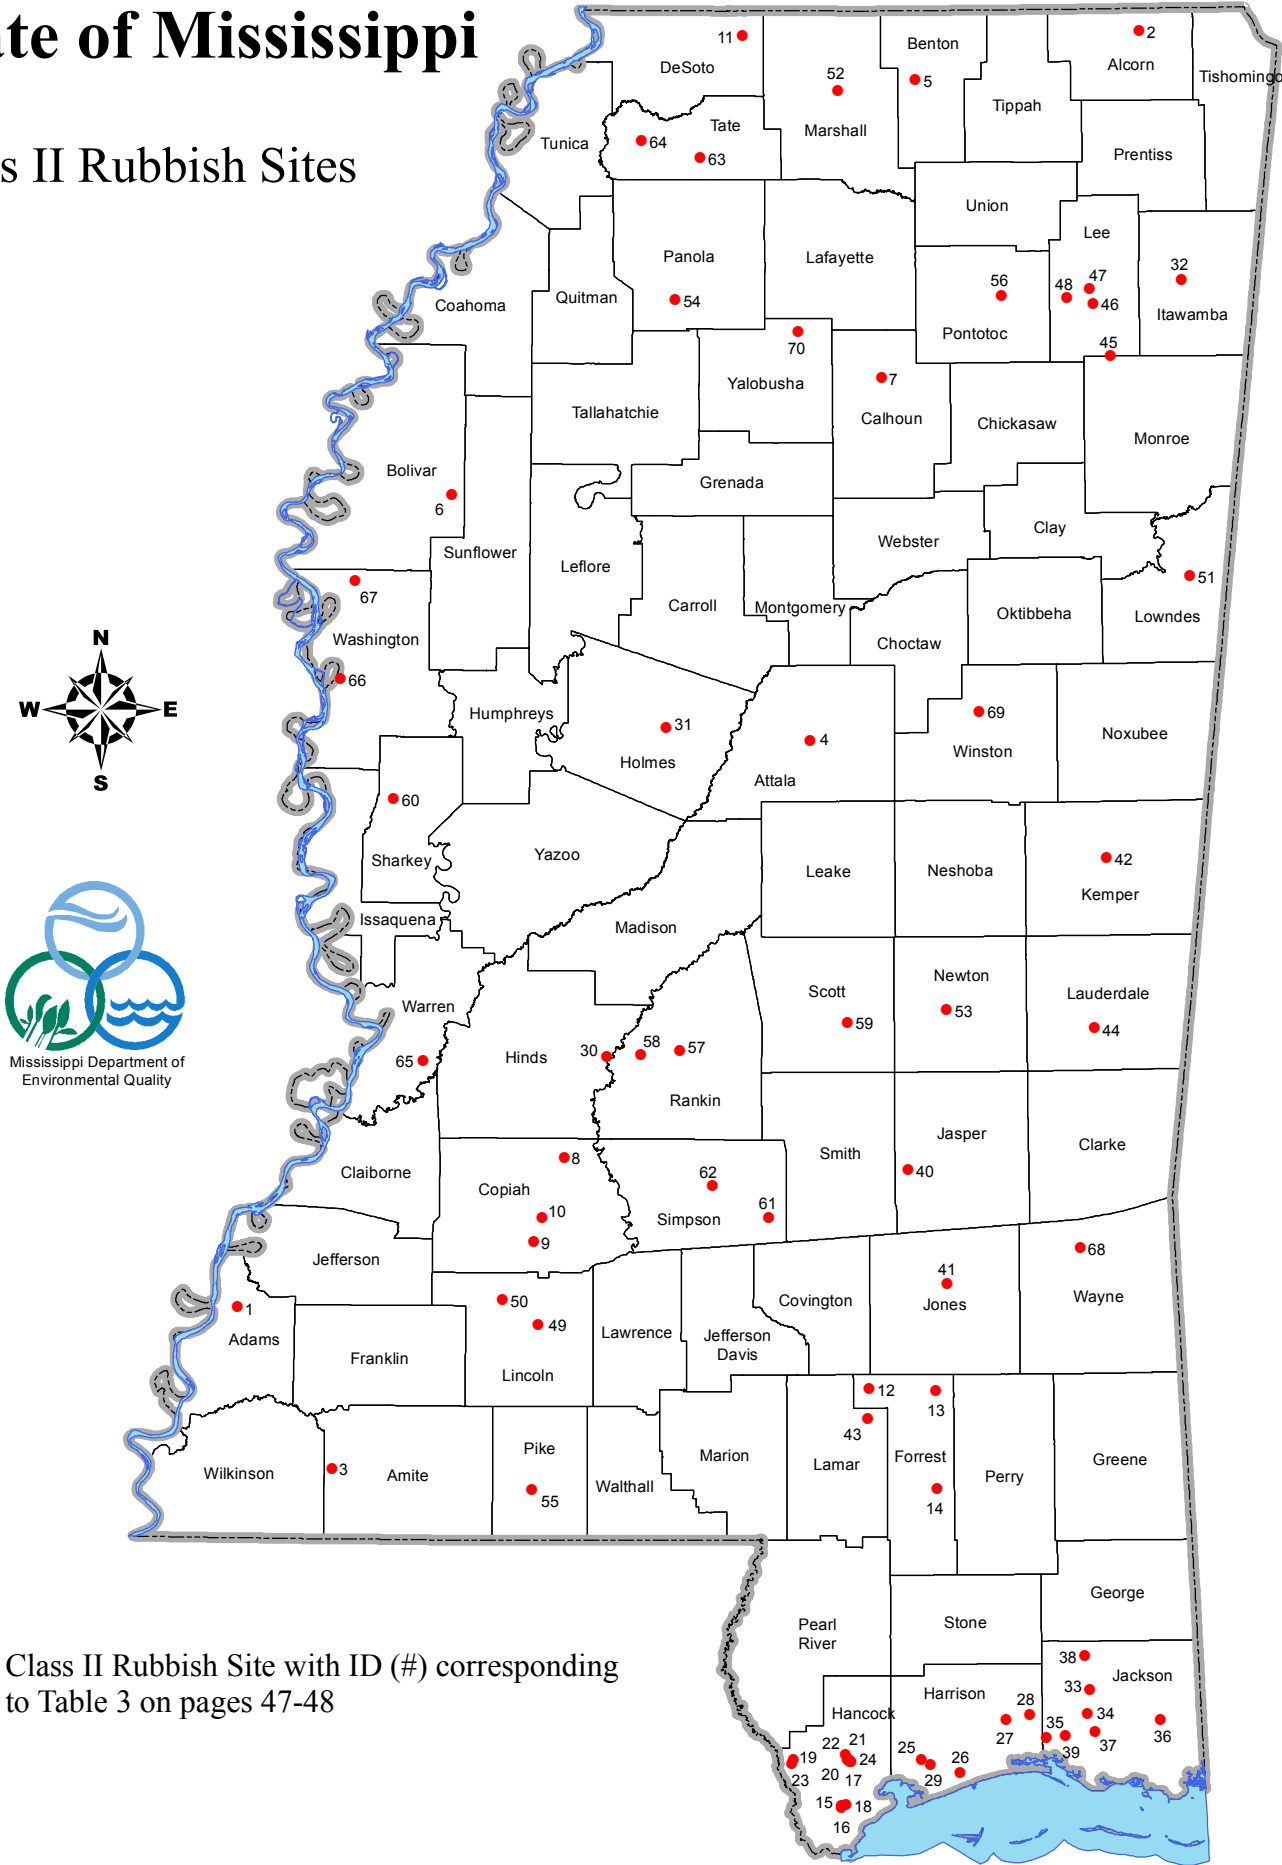 te of Mississippi
s II Rubbish Sites
11
DeSoto
52
Marshall
Benton
5
2
Alcorn
Tishomingo
Tippah
Prentiss
Tunica
Tate
64
63
Union
Lee
Panola
54
Lafayette
Quitman
Coahoma
56
Pontotoc
48
47
46
45
32
Itawamba
70
Yalobusha
7
Calhoun
Tallahatchie
Chickasaw
Monroe
Bolivar
6
Grenada
Sunflower
Leflore
Webster
Clay
51
Lowndes
67
Washington
66
Carroll
Montgomery
Choctaw
Oktibbeha
N
W
E
S
Humphreys
31
Holmes
4
Attala
69
Winston
Noxubee
60
Sharkey
Yazoo
Leake
Neshoba
42
Kemper
Issaquena
Madison
Warren
65
Hinds
30
58
57
Rankin
Scott
59
Newton
53
Lauderdale
44
Mississippi Department of
Environmental Quality
Claiborne
8
Copiah
10
9
62
61
Simpson
Smith
Jasper
40
Clarke
Jefferson
1
Adams
Franklin
50
49
Lincoln
Lawrence
Jefferson
Davis
Covington
41
Jones
68
Wayne
Wilkinson
3
Amite
Pike
55
Walthall
Marion
12
13
43
Lamar
Forrest
14
Perry
Greene
Pearl
River
Stone
George
Class II Rubbish Site with ID (#) corresponding
to Table 3 on pages 47-48
Hancock
Harrison
Jackson
38
33
34
35
39
37
36
28
27
25
29
26
22
21
24
20
17
19
23
15
18
16